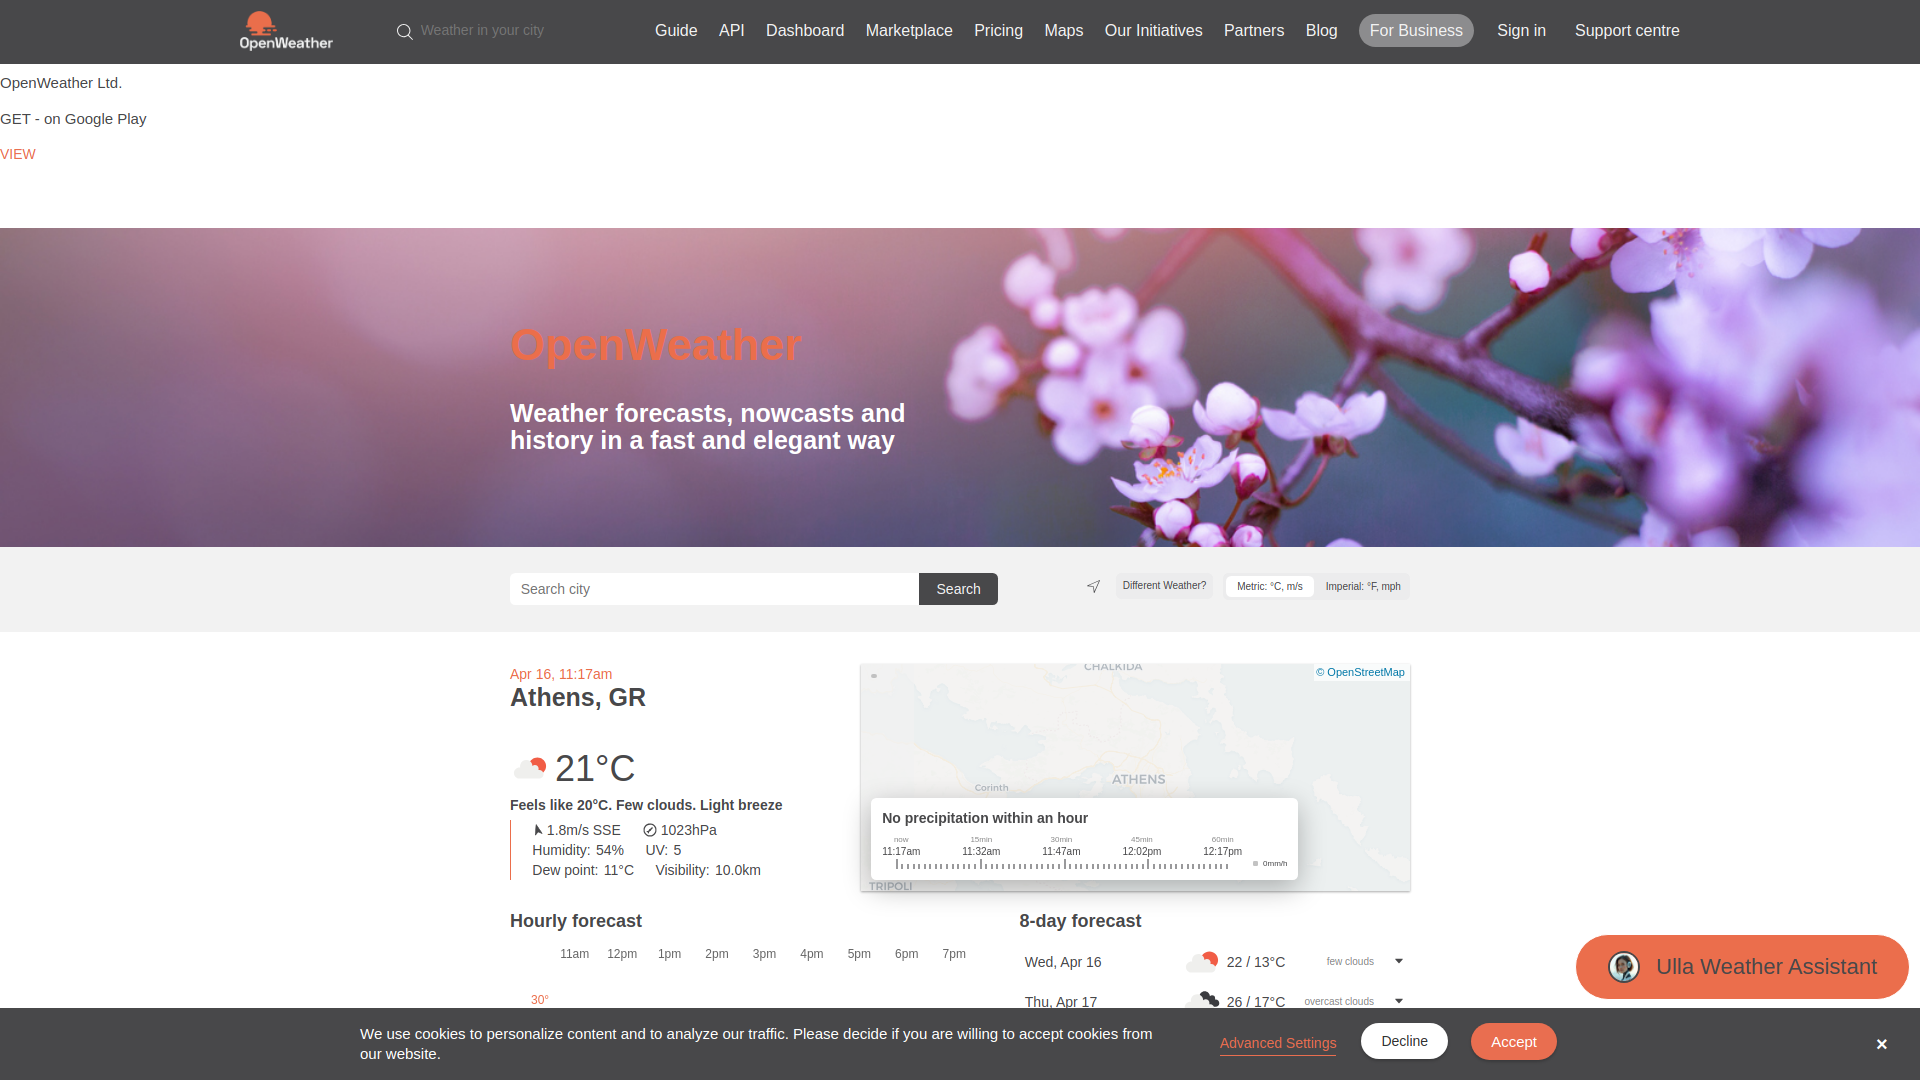 OpenWeather
Weather in your city
Guide
API
Dashboard
Marketplace
Pricing
Maps
Our Initiatives
Partners
Blog
For Business
Sign in
Support centre
OpenWeather Ltd.
GET - on Google Play
VIEW
OpenWeather
Weather forecasts, nowcasts and
history in a fast and elegant way
Search city
Search
Different Weather?
Metric: °C, m/s
Imperial: °F, mph
Apr 16, 11:17am
Athens, GR
21°C
Feels like 20°C. Few clouds. Light breeze
1.8m/s SSE
1023hPa
Humidity: 54%
UV: 5
Dew point: 11°C
Visibility: 10.0km
CHALKIDA
© OpenStreetMap
ATHENS
Corinth
No precipitation within an hour
now 15min 30min 45min 60min
11:17am 11:32am 11:47am 12:02pm 12:17pm
0mm/h
TRIPOLI
Hourly forecast
11am 12pm 1pm 2pm 3pm 4pm 5pm 6pm 7pm
30°
8-day forecast
Wed, Apr 16 22 / 13°C few clouds
Thu, Apr 17 26 / 17°C overcast clouds
Ulla Weather Assistant
We use cookies to personalize content and to analyze our traffic. Please decide if you are willing to accept cookies from
our website.
Advanced Settings
Decline
Accept
×